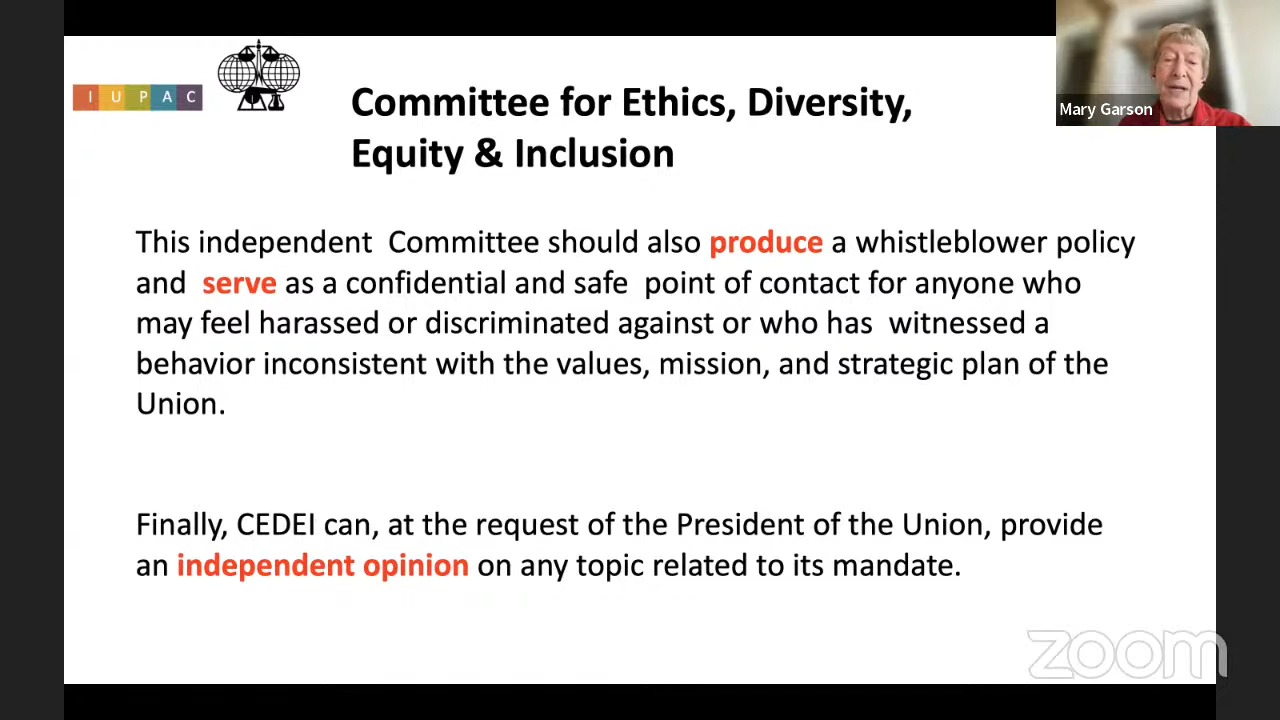 I U P A C
Committee for Ethics, Diversity,
Equity & Inclusion
Mary Garson
This independent Committee should also produce a whistleblower policy
and serve as a confidential and safe point of contact for anyone who
may feel harassed or discriminated against or who has witnessed a
behavior inconsistent with the values, mission, and strategic plan of the
Union.
Finally, CEDEI can, at the request of the President of the Union, provide
an independent opinion on any topic related to its mandate.
zoom